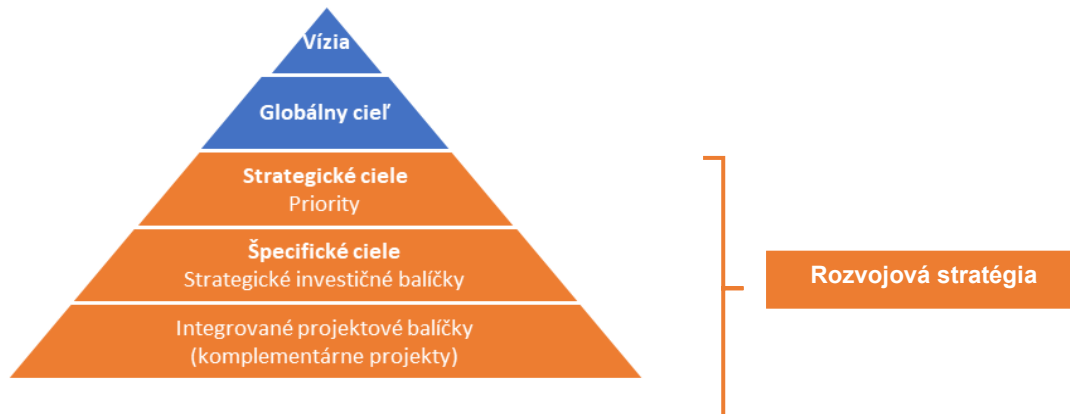 Vízia
Globálny cieľ
Strategické ciele
Priority
Špecifické ciele
Strategické investičné balíčky
Integrované projektové balíčky
(komplementárne projekty)
Rozvojová stratégia